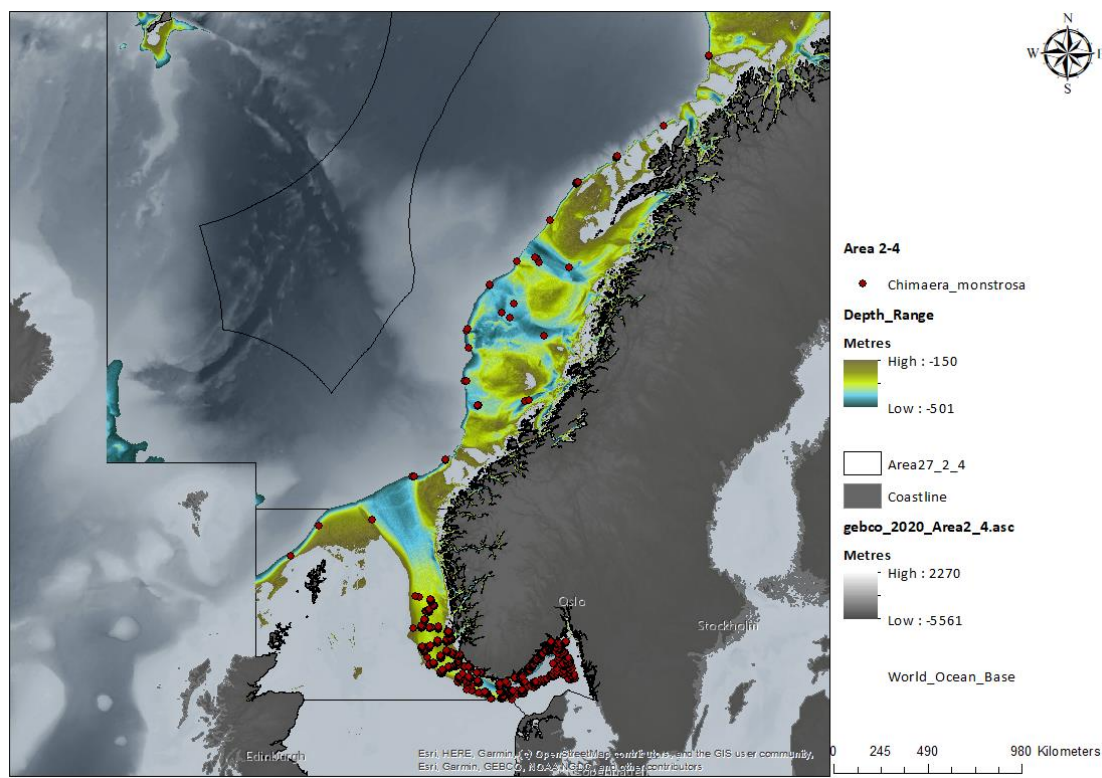 N
W
S
Area 2-4
Chimaera_monstrosa
Depth_Range
Metres
High : -150
Low : -501
Area27_2_4
Coastline
gebco_2020_Area2_4.asc
Metres
High : 2270
Low : -5561
World_Ocean_Base
Oslo
Stockholm
Edinburgh
Esri, HERE, Garmin, (c) OpenStreetMap contributors, and the GIS user community,
Esri, Garmin, GEBCO, NOAA NGDC, and other contributors
0 245 490 980 Kilometers